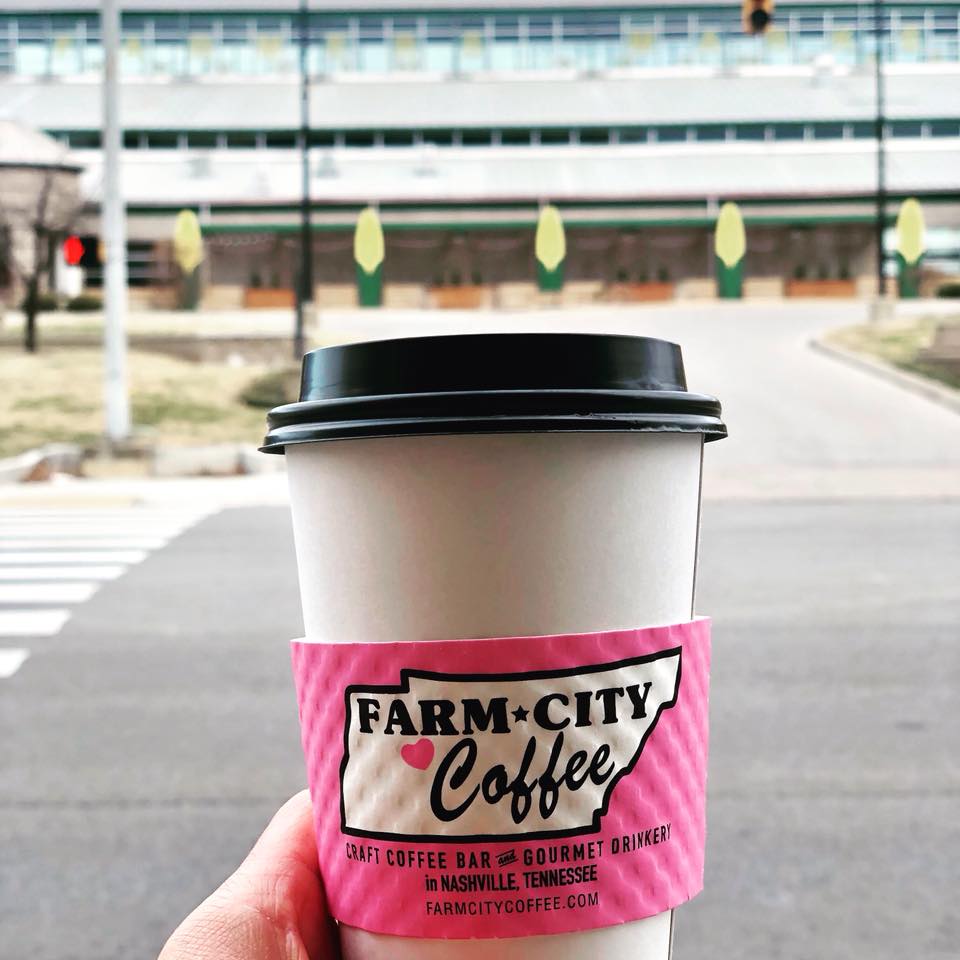 FARM★CITY
Coffee
CRAFT COFFEE BAR and GOURMET DRINKERY
in NASHVILLE, TENNESSEE
FARMCITYCOFFEE.COM